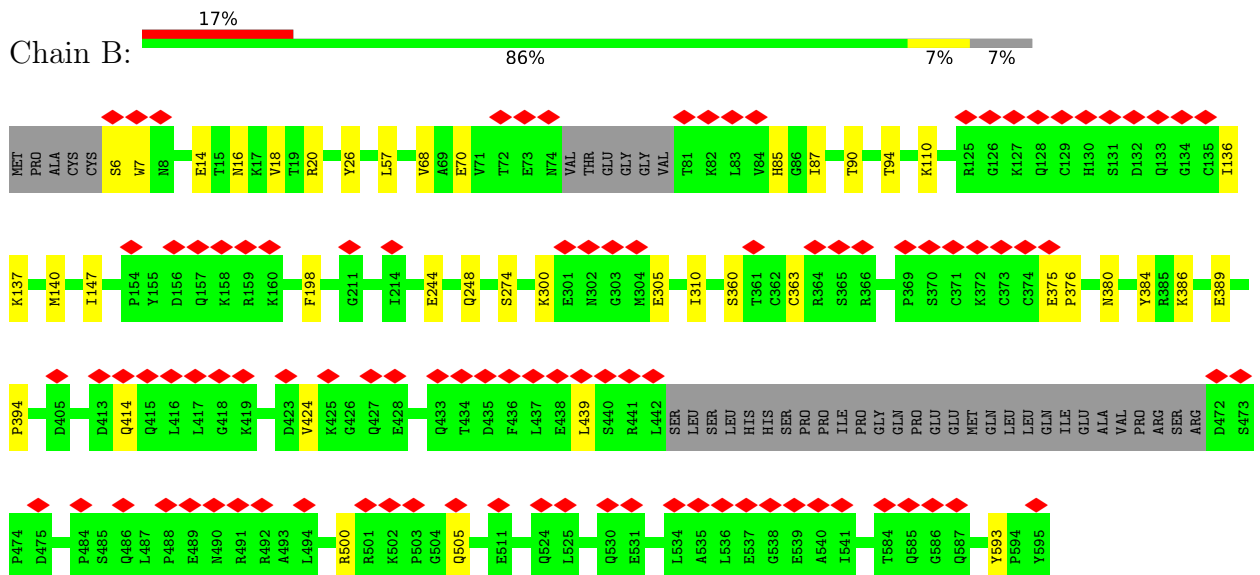 17%
Chain B:
86% 7% 7%
MET PRO ALA CYS CYS S6 W7 N8 E14 T15 N16 K17 V18 T19 R20 Y26 L57 V68 A69 E70 V71 T72 E73 N74 VAL THR GLU GLY GLY VAL T81 K82 L83 V84 H85 G86 I87 T90 T94 K110 R125 G126 K127 Q128 C129 H130 S131 D132 Q133 G134 C135 I136
K137 M140 I147 P154 Y155 D156 Q157 K158 R159 K160 F198 G211 I214 E244 Q248 S274 K300 E301 N302 G303 M304 E305 I310 S360 T361 C362 C363 R364 S365 R366 P369 S370 C371 K372 C373 C374 E375 P376 N380 Y384 R385 K386 E389
P394 D405 D413 Q414 Q415 L416 L417 G418 K419 D423 V424 K425 G426 Q427 E428 Q433 T434 D435 F436 L437 E438 L439 S440 R441 L442 SER LEU SER LEU HIS HIS SER PRO PRO ILE PRO GLY GLN PRO GLU GLU MET GLN LEU LEU GLN ILE GLU ALA VAL PRO ARG SER ARG D472 S473
P474 D475 P484 S485 Q486 L487 P488 E489 N490 R491 R492 A493 L494 R500 R501 K502 P503 G504 Q505 E511 Q524 L525 Q530 E531 L534 A535 L536 E537 G538 E539 A540 I541 T584 Q585 G586 Q587 Y593 P594 Y595